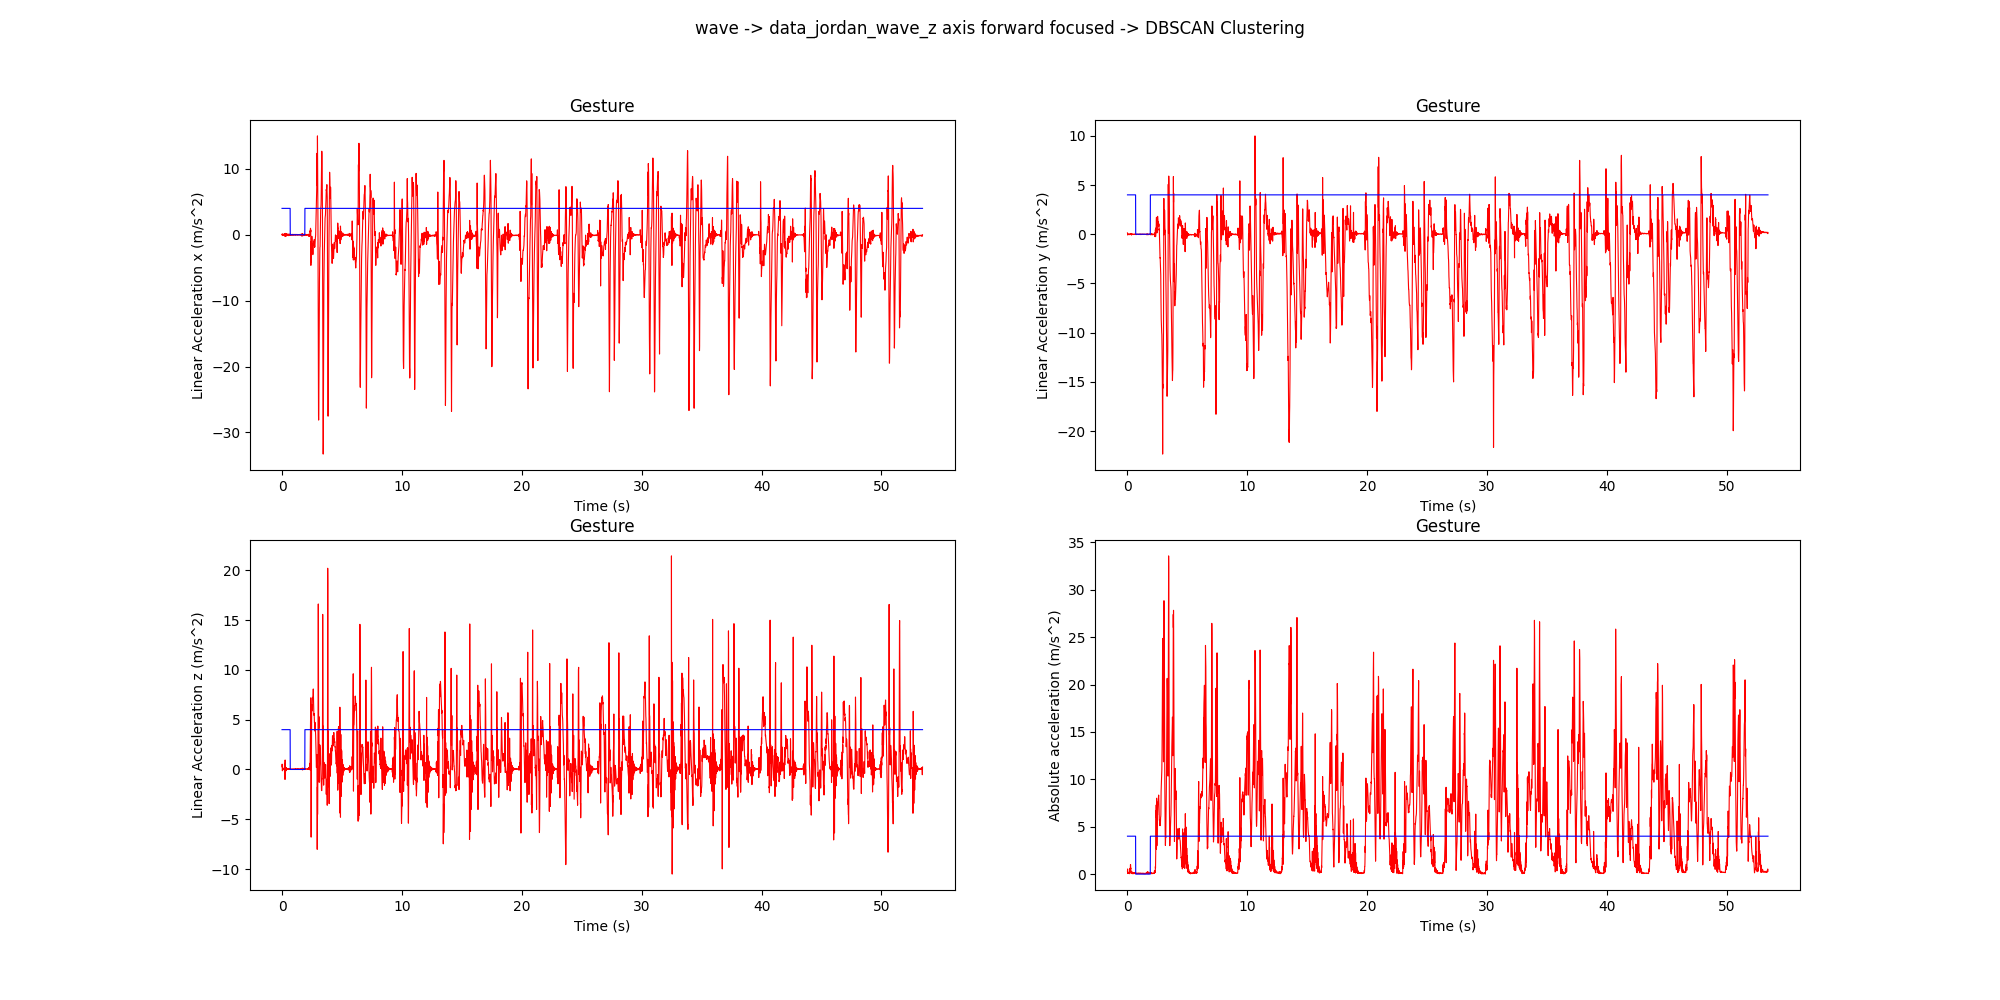 wave -> data_jordan_wave_z axis forward focused -> DBSCAN Clustering
Gesture
Linear Acceleration x (m/s^2)
10
0
−10
−20
−30
0 10 20 30 40 50
Time (s)
Gesture
Linear Acceleration y (m/s^2)
10
5
0
−5
−10
−15
−20
0 10 20 30 40 50
Time (s)
Gesture
Linear Acceleration z (m/s^2)
20
15
10
5
0
−5
−10
0 10 20 30 40 50
Time (s)
Gesture
Absolute acceleration (m/s^2)
35
30
25
20
15
10
5
0
0 10 20 30 40 50
Time (s)